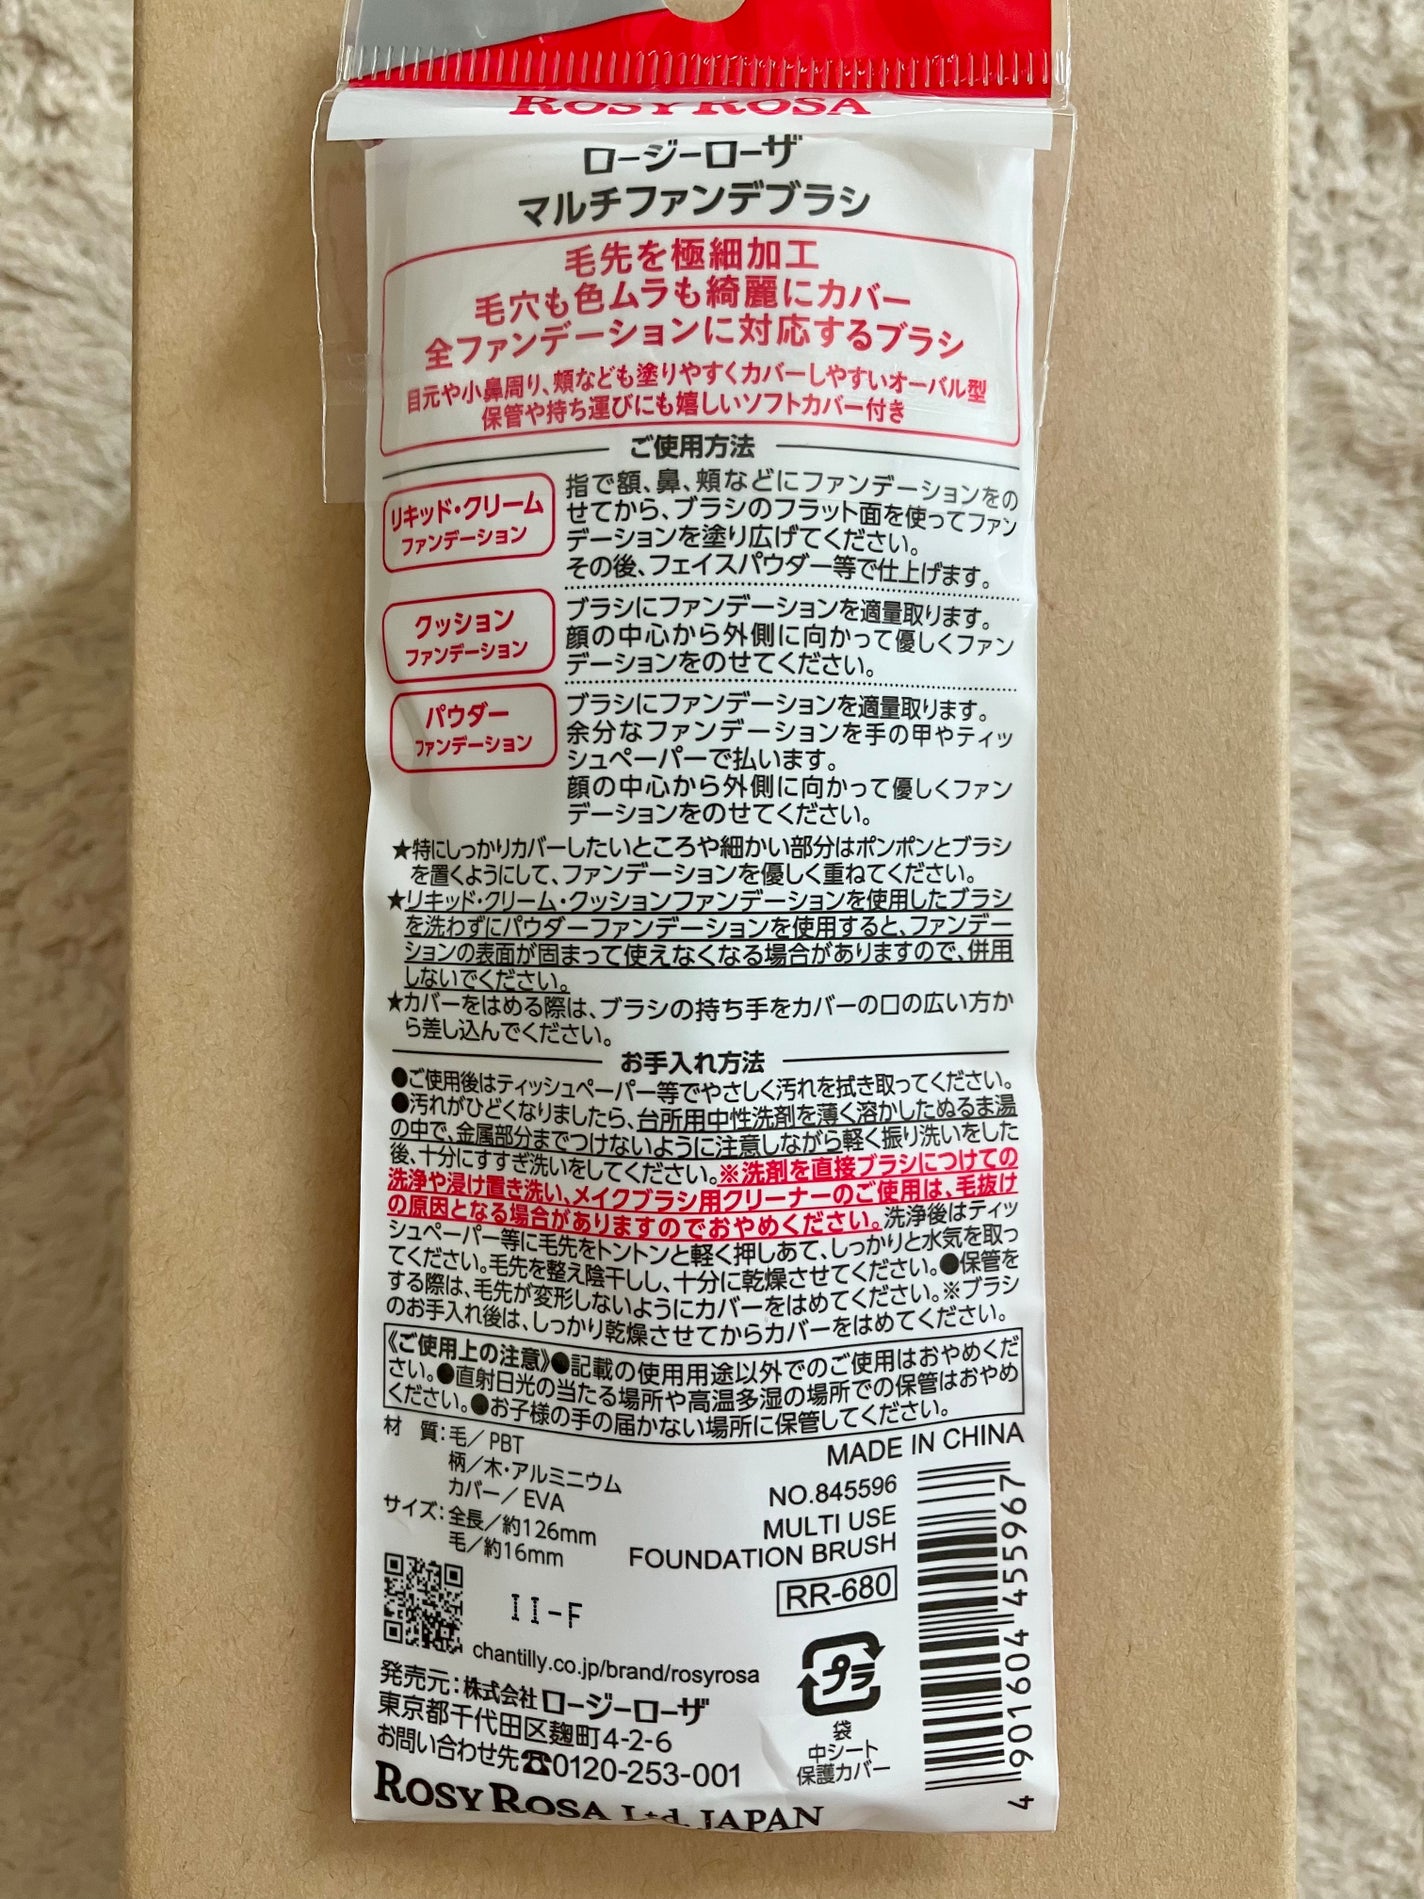 ROSY ROSA
ロージーローザ
マルチファンデブラシ
毛先を極細加工
毛穴も色ムラも綺麗にカバー
全ファンデーションに対応するブラシ
目元や小鼻周り、頬なども塗りやすくカバーしやすいオーバル型
保管や持ち運びにも嬉しいソフトカバー付き
ご使用方法
リキッド・クリーム
ファンデーション
指で額、鼻、頬などにファンデーションをの
せてから、ブラシのフラット面を使ってファン
デーションを塗り広げてください。
その後、フェイスパウダー等で仕上げます。
クッション
ファンデーション
ブラシにファンデーションを適量取ります。
顔の中心から外側に向かって優しくファン
デーションをのせてください。
パウダー
ファンデーション
ブラシにファンデーションを適量取ります。
余分なファンデーションを手の甲やティッ
シュペーパーで払います。
顔の中心から外側に向かって優しくファン
デーションをのせてください。
★特にしっかりカバーしたいところや細かい部分はポンポンとブラシ
を置くようにして、ファンデーションを優しく重ねてください。
★リキッド・クリーム・クッションファンデーションを使用したブラシ
を洗わずにパウダーファンデーションを使用すると、ファンデー
ションの表面が固まって使えなくなる場合がありますので、併用
しないでください。
★カバーをはめる際は、ブラシの持ち手をカバーの口の広い方か
ら差し込んでください。
お手入れ方法
●ご使用後はティッシュペーパー等でやさしく汚れを拭き取ってください。
●汚れがひどくなりましたら、台所用中性洗剤を薄く溶かしたぬるま湯
の中で、金属部分までつけないように注意しながら軽く振り洗いをした
後、十分にすすぎ洗いをしてください。※洗剤を直接ブラシにつけての
洗浄や浸け置き洗い、メイクブラシ用クリーナーのご使用は、毛抜け
の原因となる場合がありますのでおやめください。洗浄後はティッ
シュペーパー等に毛先をトントンと軽く押しあて、しっかりと水気を取っ
てください。毛先を整え陰干しし、十分に乾燥させてください。●保管を
する際は、毛先が変形しないようにカバーをはめてください。※ブラシ
のお手入れ後は、しっかり乾燥させてからカバーをはめてください。
《ご使用上の注意》●記載の使用用途以外でのご使用はおやめくだ
さい。●直射日光の当たる場所や高温多湿の場所での保管はおやめ
ください。●お子様の手の届かない場所に保管してください。
材 質:毛/PBT
柄/木・アルミニウム
カバー/EVA
サイズ:全長/約126mm
毛/約16mm
MADE IN CHINA
NO.845596
MULTI USE
FOUNDATION BRUSH
RR-680
II-F
chantilly.co.jp/brand/rosyrosa
発売元:株式会社ロージーローザ
東京都千代田区麹町4-2-6
お問い合わせ先☎0120-253-001
ROSY ROSA Ltd. JAPAN
プラ
袋
中シート
保護カバー
4 901604 455967